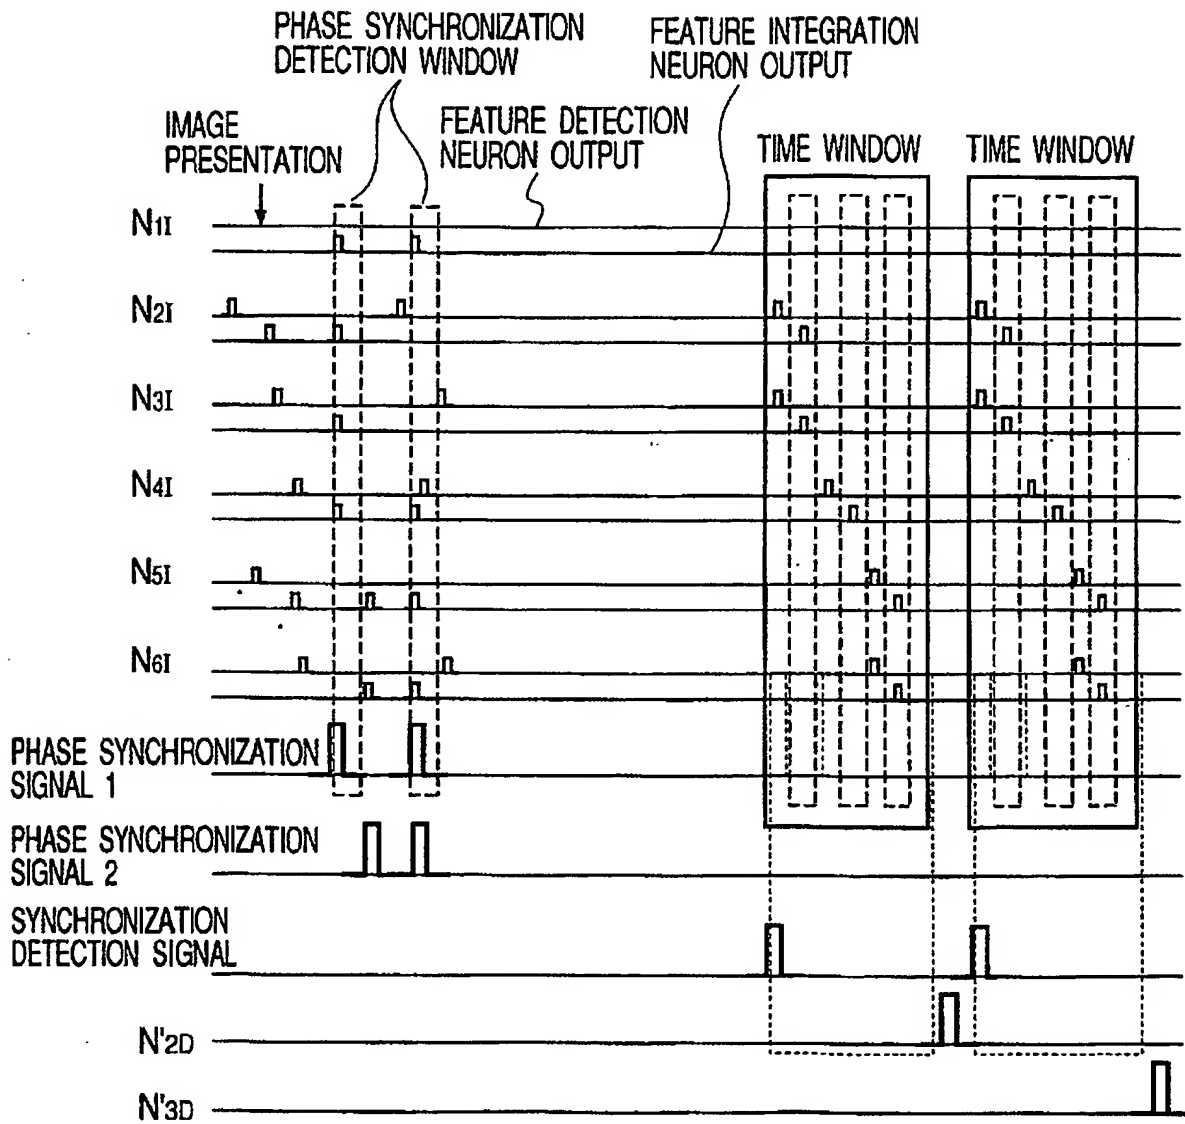 PHASE SYNCHRONIZATION
DETECTION WINDOW
FEATURE INTEGRATION
NEURON OUTPUT
IMAGE
PRESENTATION
FEATURE DETECTION
NEURON OUTPUT
TIME WINDOW
TIME WINDOW
N1I
N2I
N3I
N4I
N5I
N6I
PHASE SYNCHRONIZATION
SIGNAL 1
PHASE SYNCHRONIZATION
SIGNAL 2
SYNCHRONIZATION
DETECTION SIGNAL
N'2D
N'3D